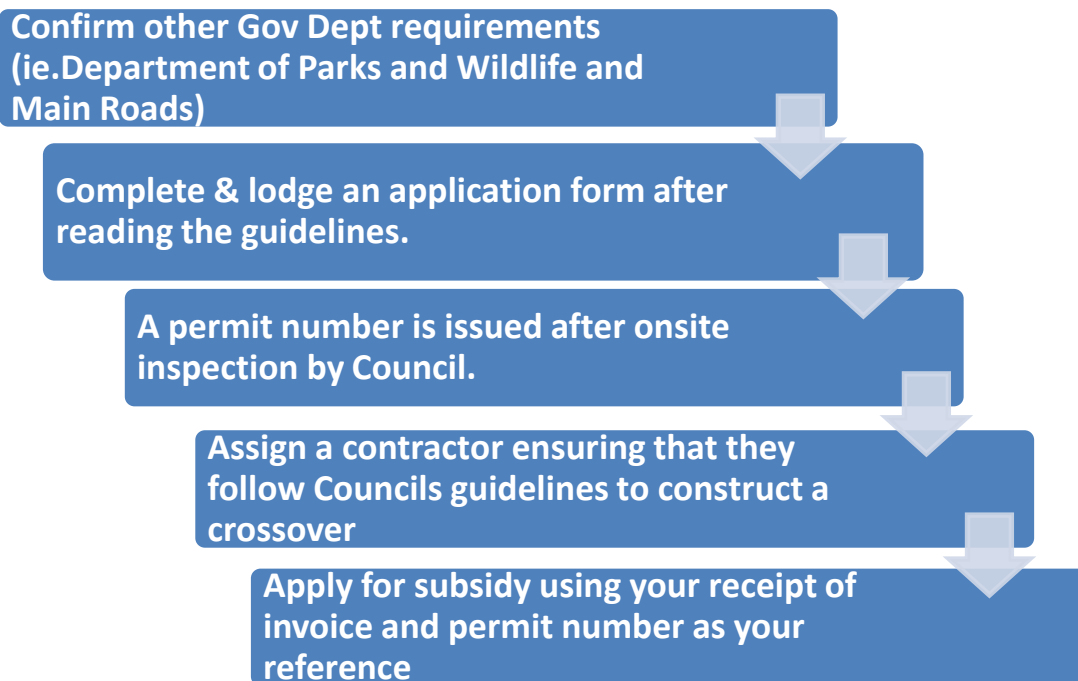 Confirm other Gov Dept requirements
(ie.Department of Parks and Wildlife and
Main Roads)
Complete & lodge an application form after
reading the guidelines.
A permit number is issued after onsite
inspection by Council.
Assign a contractor ensuring that they
follow Councils guidelines to construct a
crossover
Apply for subsidy using your receipt of
invoice and permit number as your
reference